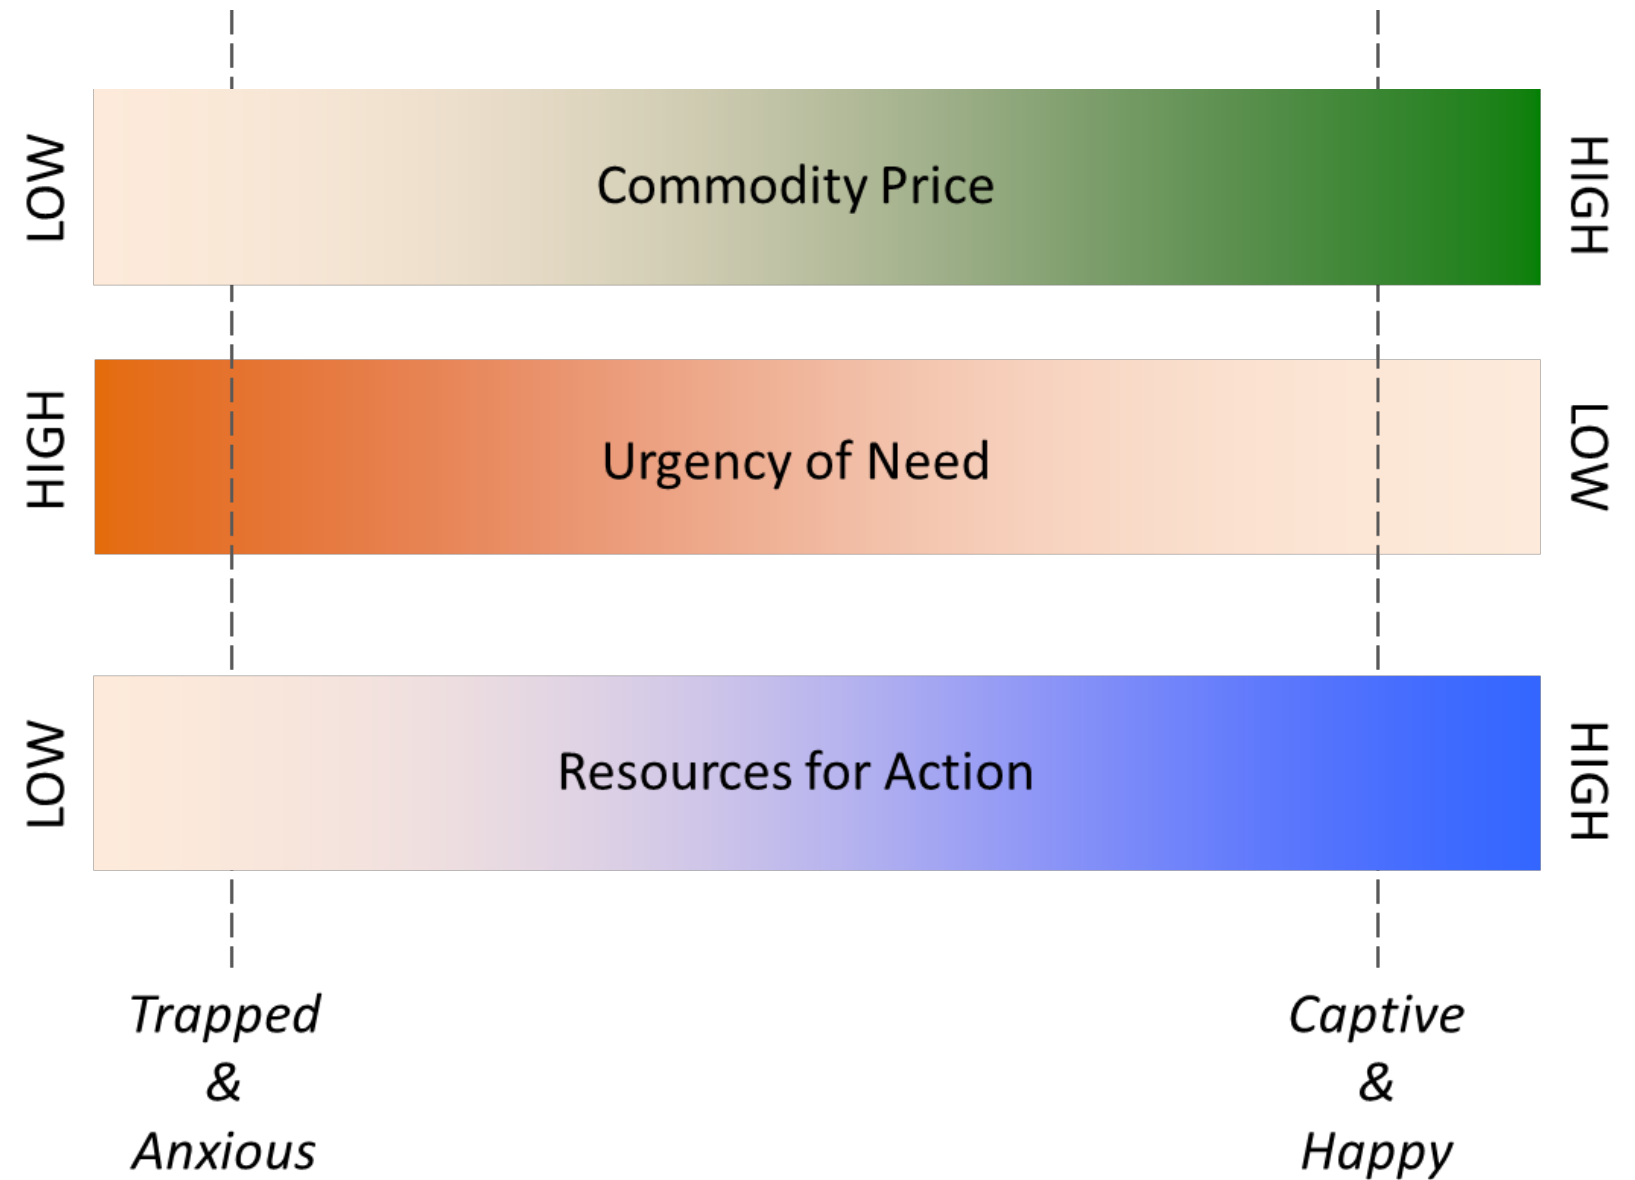 LOW
Commodity Price
HIGH
HIGH
Urgency of Need
LOW
LOW
Resources for Action
HIGH
Trapped
&
Anxious
Captive
&
Happy